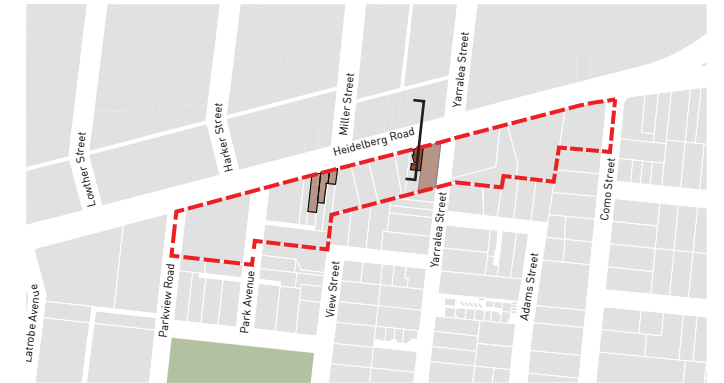 Yarralea Street
Miller Street
Harker Street
Heidelberg Road
Lowther Street
Como Street
Yarralea Street
Adams Street
View Street
Park Avenue
Parkview Road
Latrobe Avenue